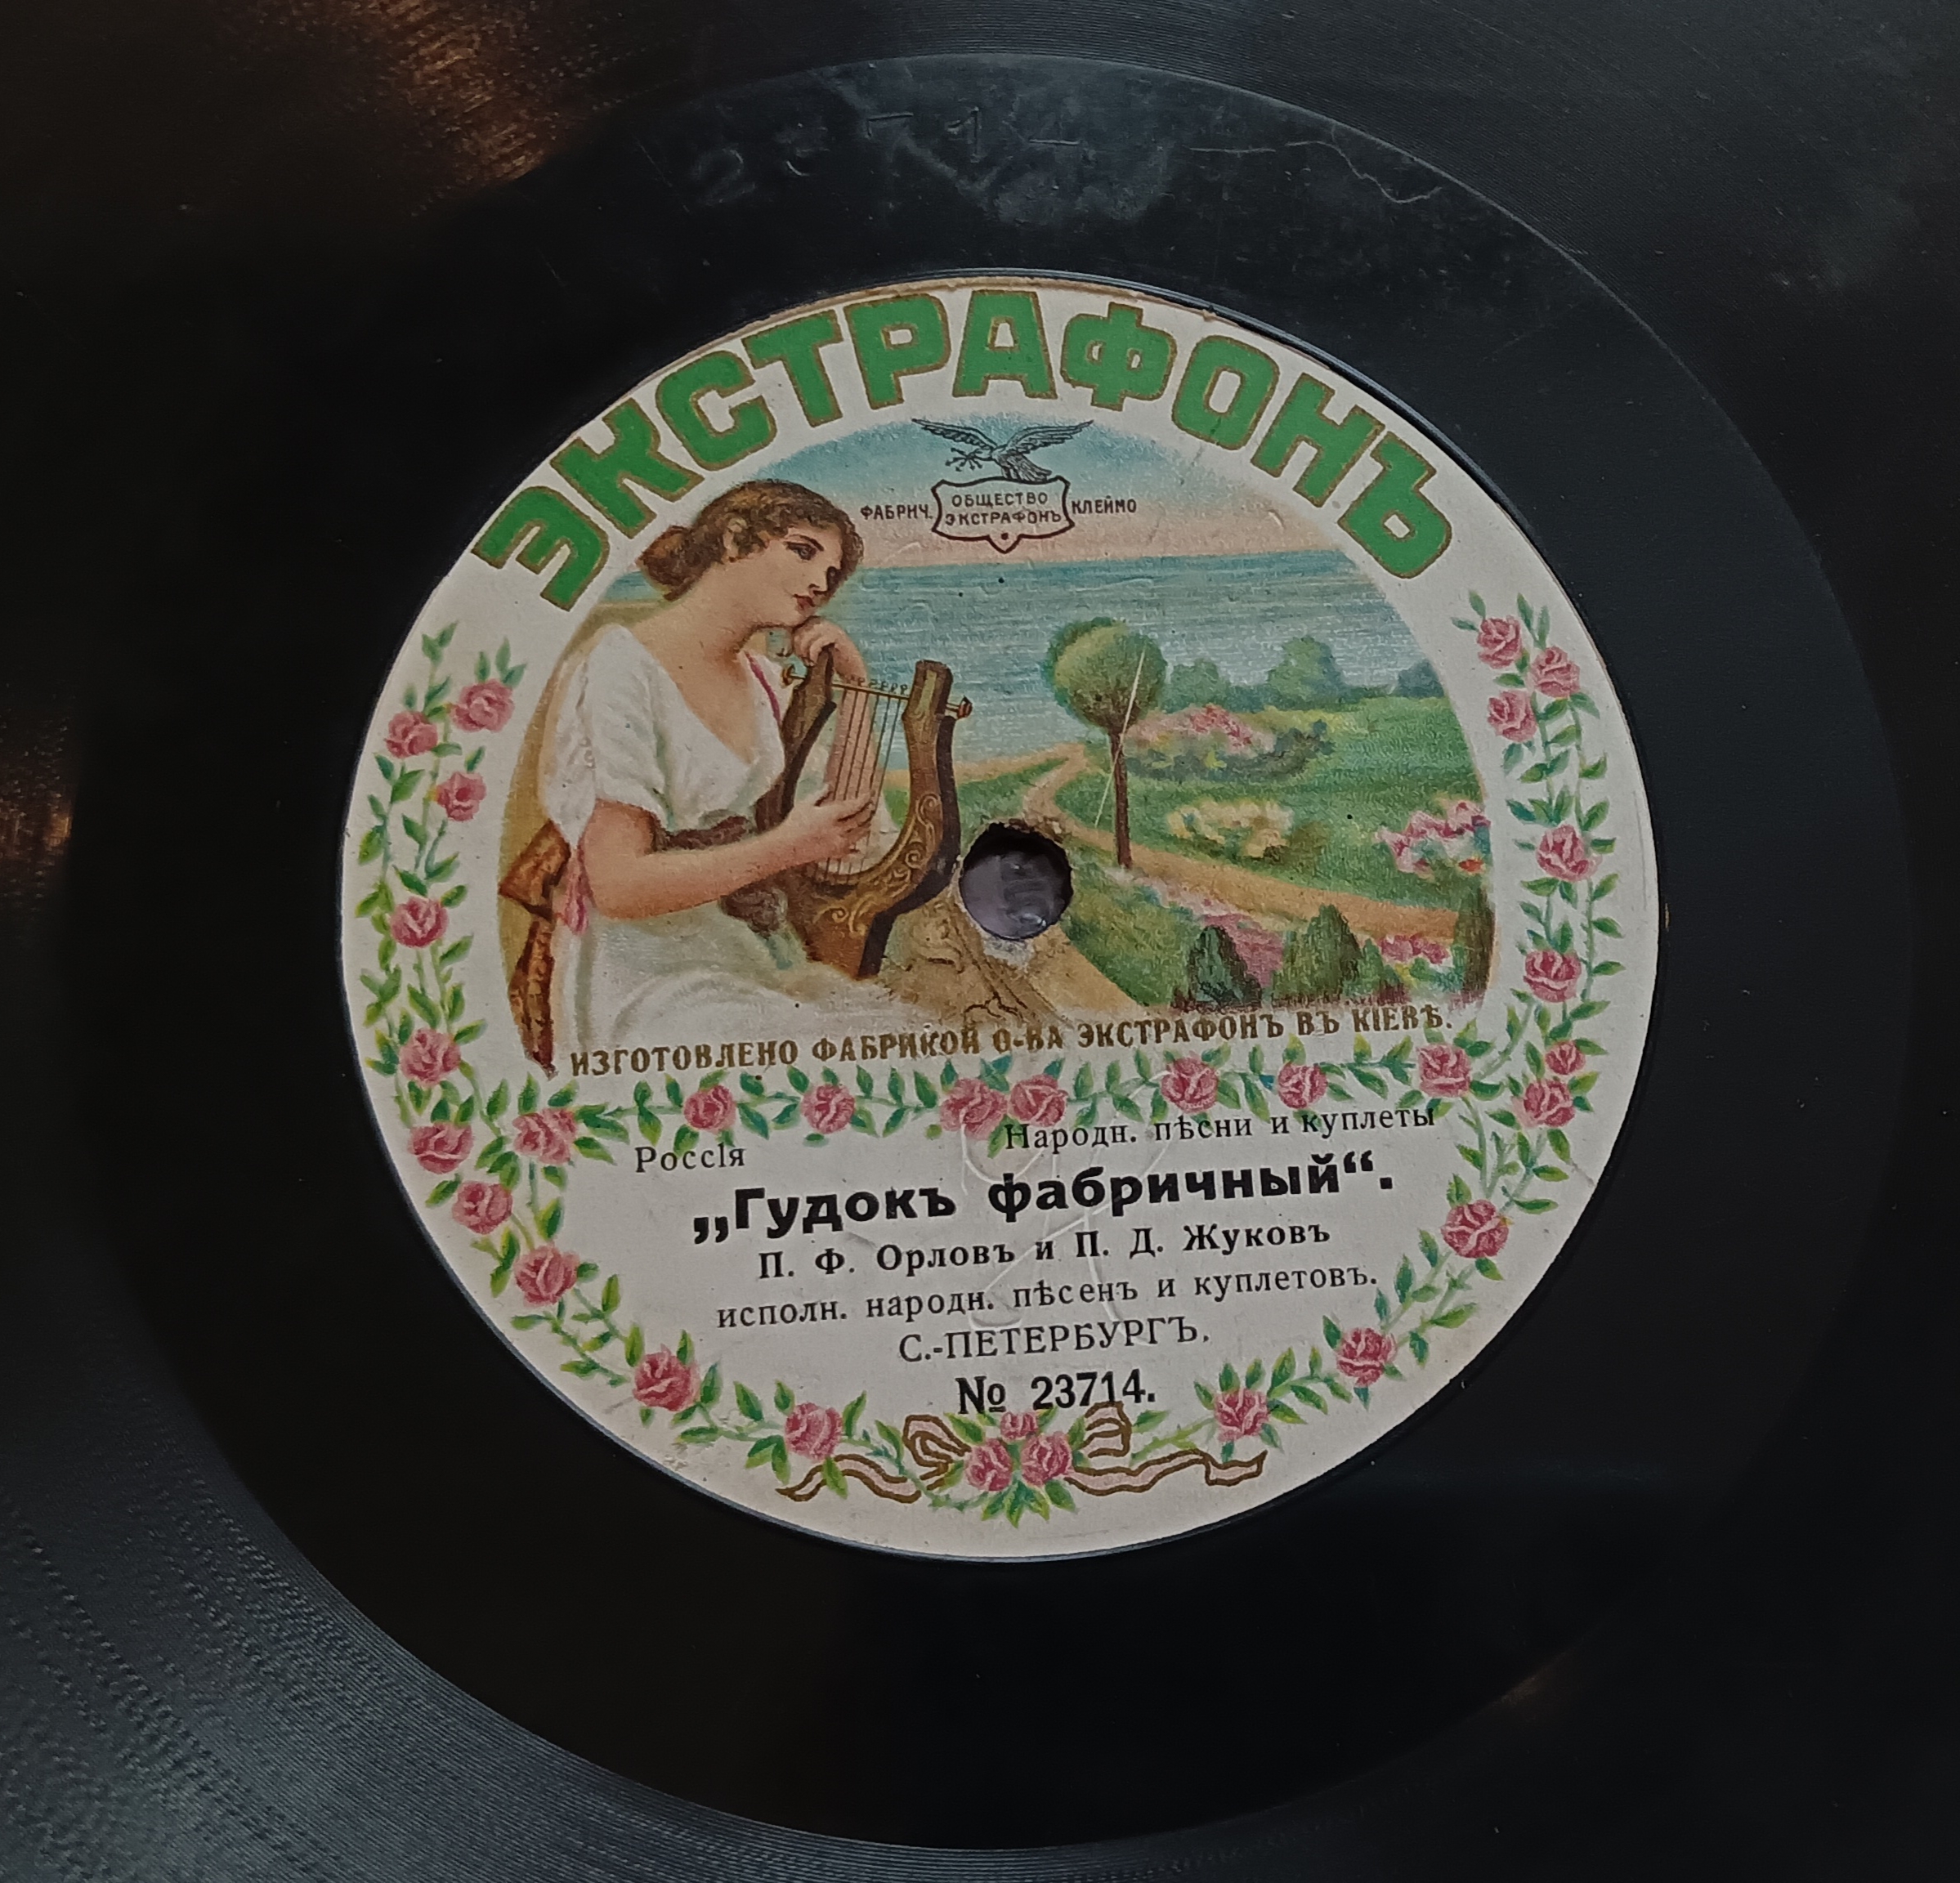 ЭКСТРАФОНЪ
ФАБРИЧ. ОБЩЕСТВО ЭКСТРАФОНЪ КЛЕЙМО
ИЗГОТОВЛЕНО ФАБРИКОЙ О-ВА ЭКСТРАФОНЪ ВЪ КІЕВѢ.
Россія
Народн. пѣсни и куплеты
„Гудокъ фабричный“.
П. Ф. Орловъ и П. Д. Жуковъ
исполн. народн. пѣсенъ и куплетовъ.
С.-ПЕТЕРБУРГЪ.
№ 23714.